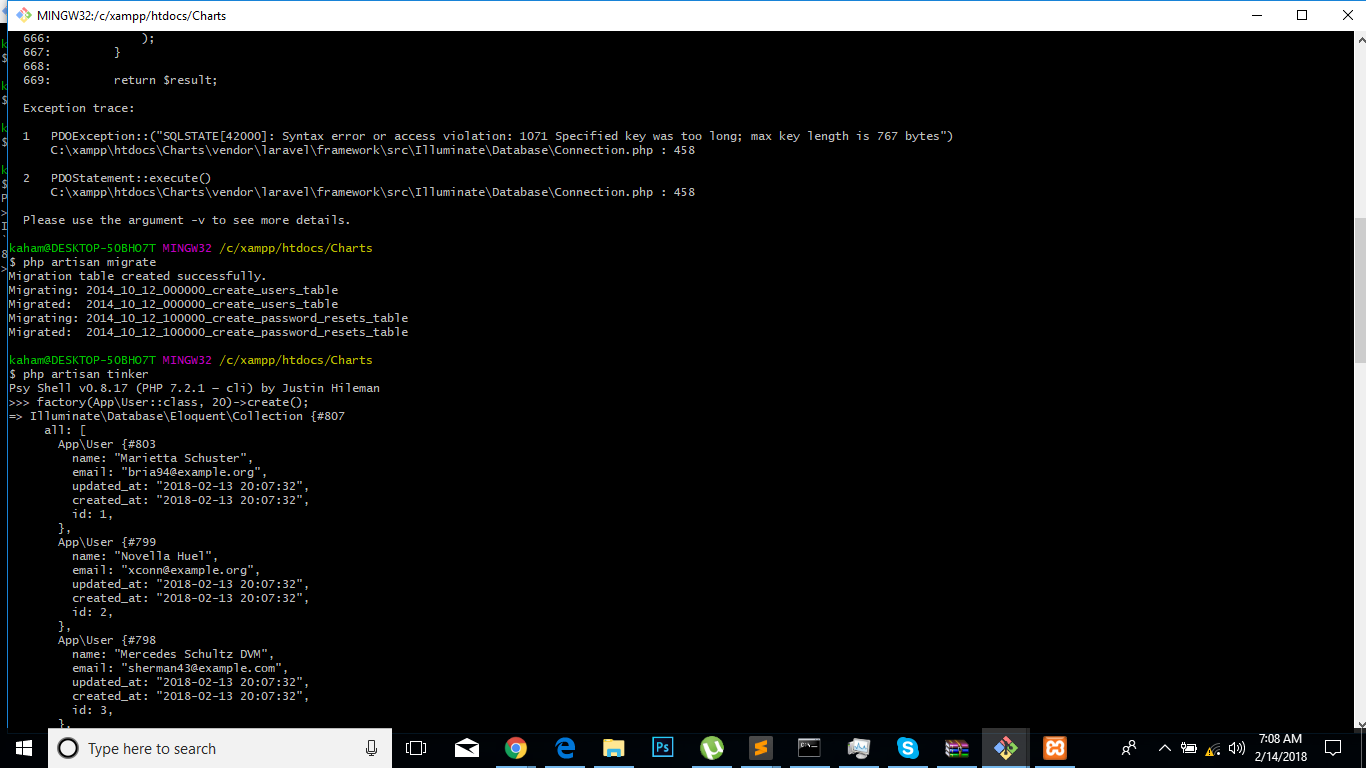 MINGW32:/c/xampp/htdocs/Charts
666:             );
667:         }
668:
669:         return $result;
Exception trace:
1   PDOException::("SQLSTATE[42000]: Syntax error or access violation: 1071 Specified key was too long; max key length is 767 bytes")
C:\xampp\htdocs\Charts\vendor\laravel\framework\src\Illuminate\Database\Connection.php : 458
2   PDOStatement::execute()
C:\xampp\htdocs\Charts\vendor\laravel\framework\src\Illuminate\Database\Connection.php : 458
Please use the argument -v to see more details.
kaham@DESKTOP-5OBHO7T MINGW32 /c/xampp/htdocs/Charts
$ php artisan migrate
Migration table created successfully.
Migrating: 2014_10_12_000000_create_users_table
Migrated:  2014_10_12_000000_create_users_table
Migrating: 2014_10_12_100000_create_password_resets_table
Migrated:  2014_10_12_100000_create_password_resets_table
kaham@DESKTOP-5OBHO7T MINGW32 /c/xampp/htdocs/Charts
$ php artisan tinker
Psy Shell v0.8.17 (PHP 7.2.1 — cli) by Justin Hileman
>>> factory(App\User::class, 20)->create();
=> Illuminate\Database\Eloquent\Collection {#807
all: [
App\User {#803
name: "Marietta Schuster",
email: "bria94@example.org",
updated_at: "2018-02-13 20:07:32",
created_at: "2018-02-13 20:07:32",
id: 1,
},
App\User {#799
name: "Novella Huel",
email: "xconn@example.org",
updated_at: "2018-02-13 20:07:32",
created_at: "2018-02-13 20:07:32",
id: 2,
},
App\User {#798
name: "Mercedes Schultz DVM",
email: "sherman43@example.com",
updated_at: "2018-02-13 20:07:32",
created_at: "2018-02-13 20:07:32",
id: 3,
},
Type here to search
Ps
7:08 AM
2/14/2018